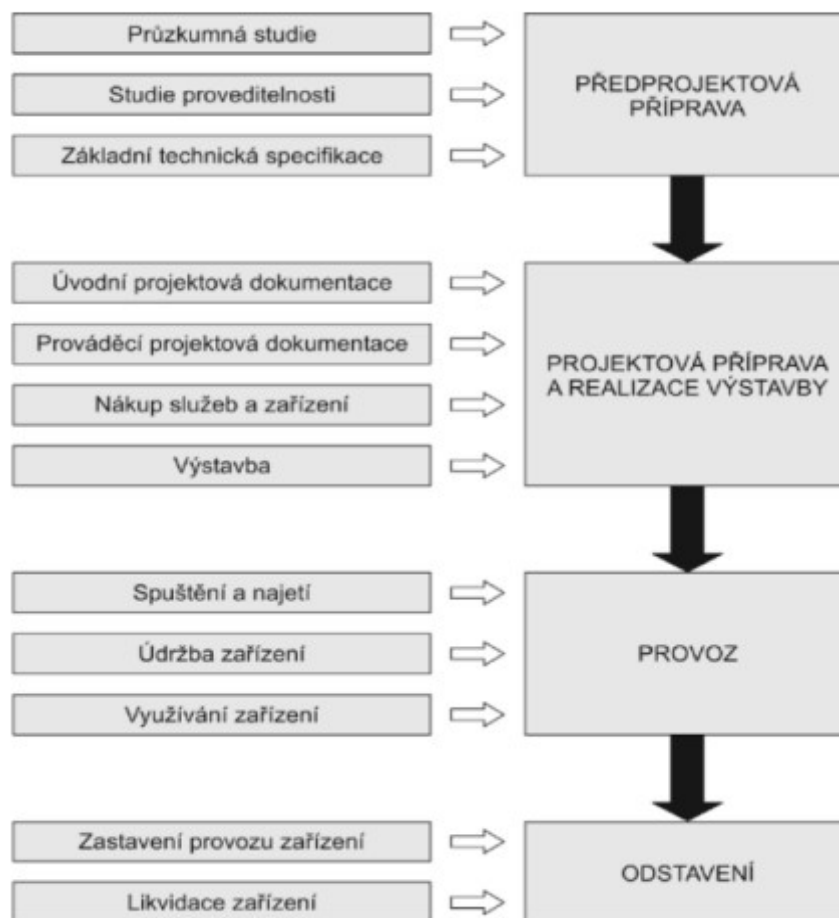 Průzkumná studie
Studie proveditelnosti
Základní technická specifikace
PŘEDPROJEKTOVÁ
PŘÍPRAVA
Úvodní projektová dokumentace
Prováděcí projektová dokumentace
Nákup služeb a zařízení
Výstavba
PROJEKTOVÁ PŘÍPRAVA
A REALIZACE VÝSTAVBY
Spuštění a najetí
Údržba zařízení
Využívání zařízení
PROVOZ
Zastavení provozu zařízení
Likvidace zařízení
ODSTAVENÍ